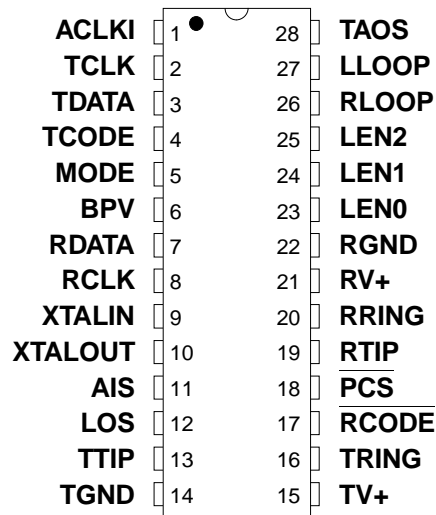 ACLKI 1 28 TAOS
TCLK 2 27 LLOOP
TDATA 3 26 RLOOP
TCODE 4 25 LEN2
MODE 5 24 LEN1
BPV 6 23 LEN0
RDATA 7 22 RGND
RCLK 8 21 RV+
XTALIN 9 20 RRING
XTALOUT 10 19 RTIP
AIS 11 18 PCS
LOS 12 17 RCODE
TTIP 13 16 TRING
TGND 14 15 TV+